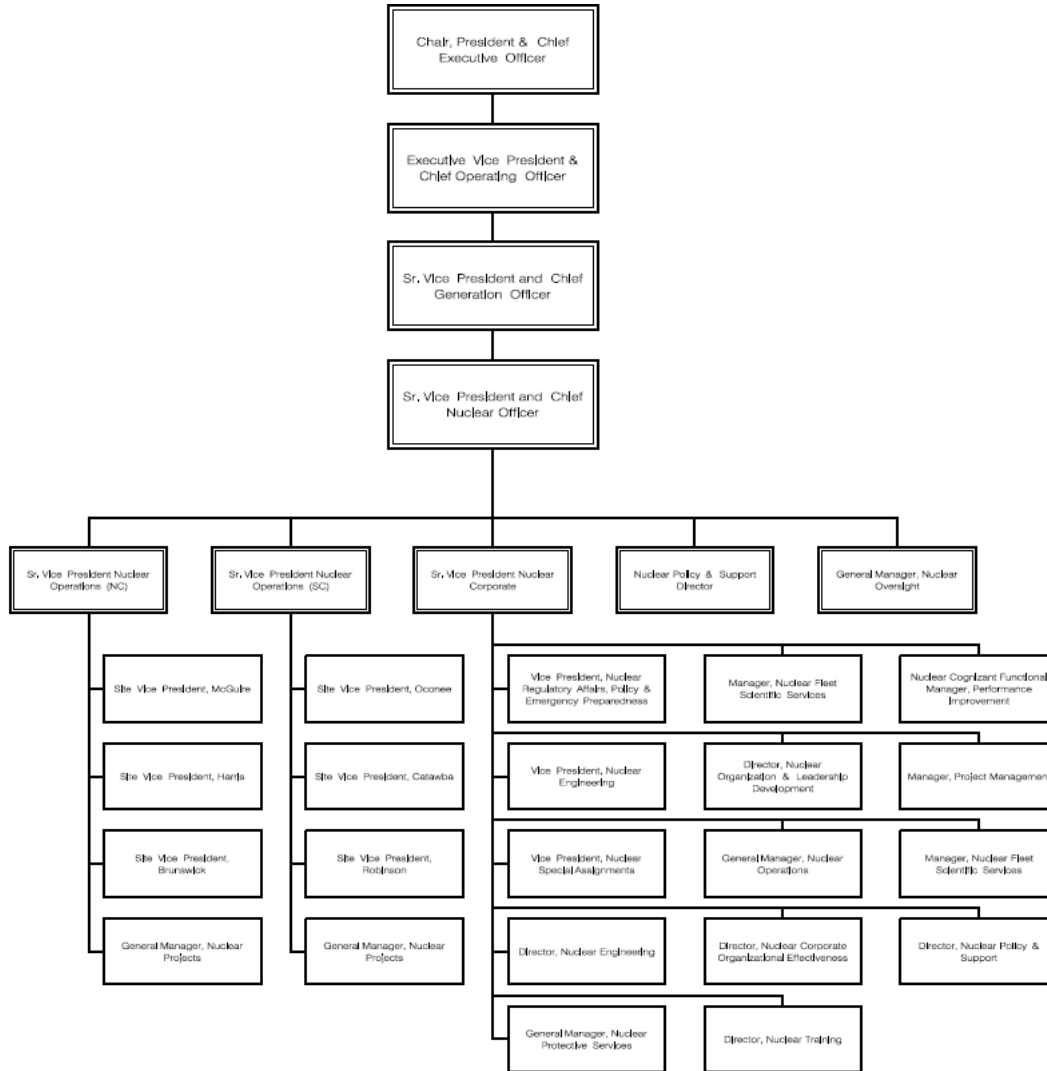 Chair, President & Chief
Executive Officer
Executive Vice President &
Chief Operating Officer
Sr. Vice President and Chief
Generation Officer
Sr. Vice President and Chief
Nuclear Officer
Sr. Vice President Nuclear
Operations (NC)
Sr. Vice President Nuclear
Operations (SC)
Sr. Vice President Nuclear
Corporate
Nuclear Policy & Support
Director
General Manager, Nuclear
Oversight
Site Vice President, McGuire
Site Vice President, Oconee
Vice President, Nuclear
Regulatory Affairs, Policy &
Emergency Preparedness
Manager, Nuclear Fleet
Scientific Services
Nuclear Cognizant Functional
Manager, Performance
Improvement
Site Vice President, Harris
Site Vice President, Catawba
Vice President, Nuclear
Engineering
Director, Nuclear
Organization & Leadership
Development
Manager, Project Management
Site Vice President,
Brunswick
Site Vice President,
Robinson
Vice President, Nuclear
Special Assignments
General Manager, Nuclear
Operations
Manager, Nuclear Fleet
Scientific Services
General Manager, Nuclear
Projects
General Manager, Nuclear
Projects
Director, Nuclear Engineering
Director, Nuclear Corporate
Organizational Effectiveness
Director, Nuclear Policy &
Support
General Manager, Nuclear
Protective Services
Director, Nuclear Training